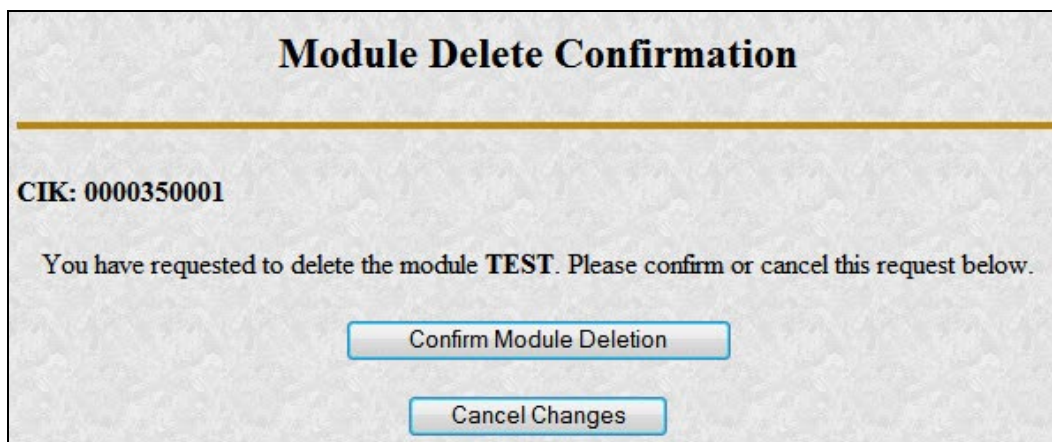 Module Delete Confirmation
CIK: 0000350001
You have requested to delete the module TEST. Please confirm or cancel this request below.
Confirm Module Deletion
Cancel Changes